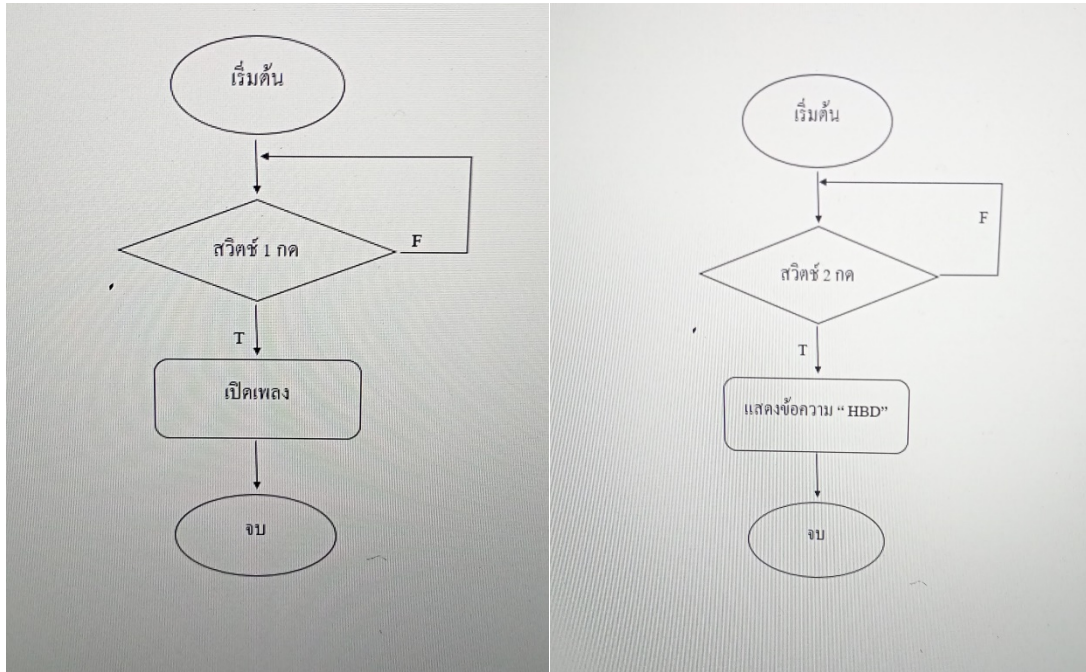 เริ่มต้น
สวิตช์ 1 กด
F
T
เปิดเพลง
จบ
เริ่มต้น
F
สวิตช์ 2 กด
T
แสดงข้อความ “ HBD”
จบ